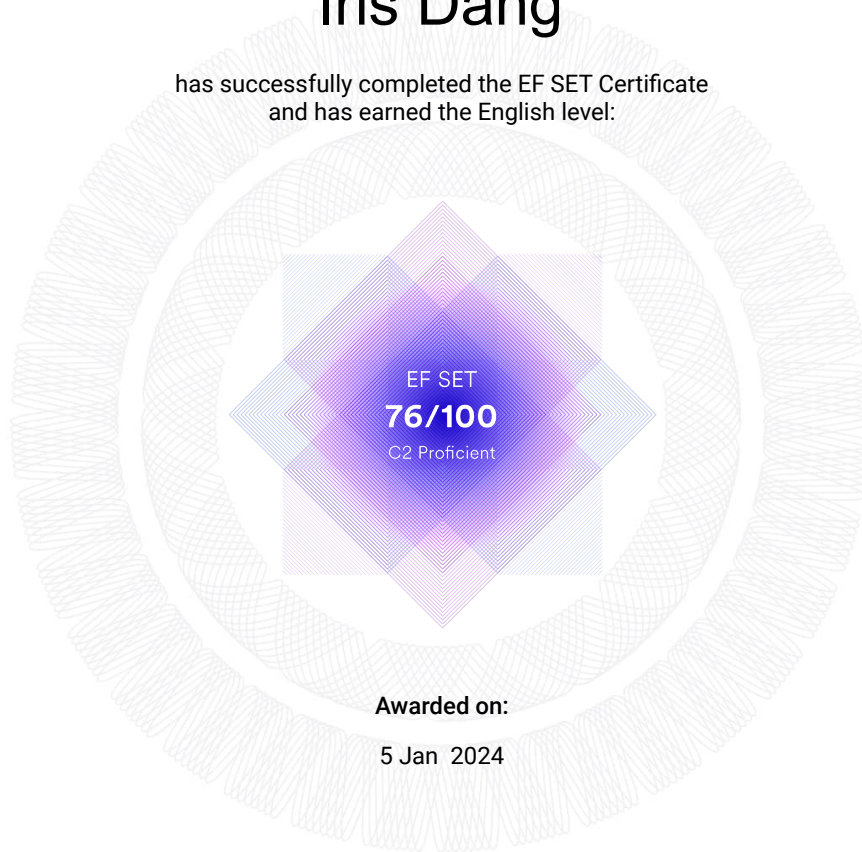 Iris Dang
has successfully completed the EF SET Certificate
and has earned the English level:
EF SET
76/100
C2 Proficient
Awarded on:
5 Jan 2024